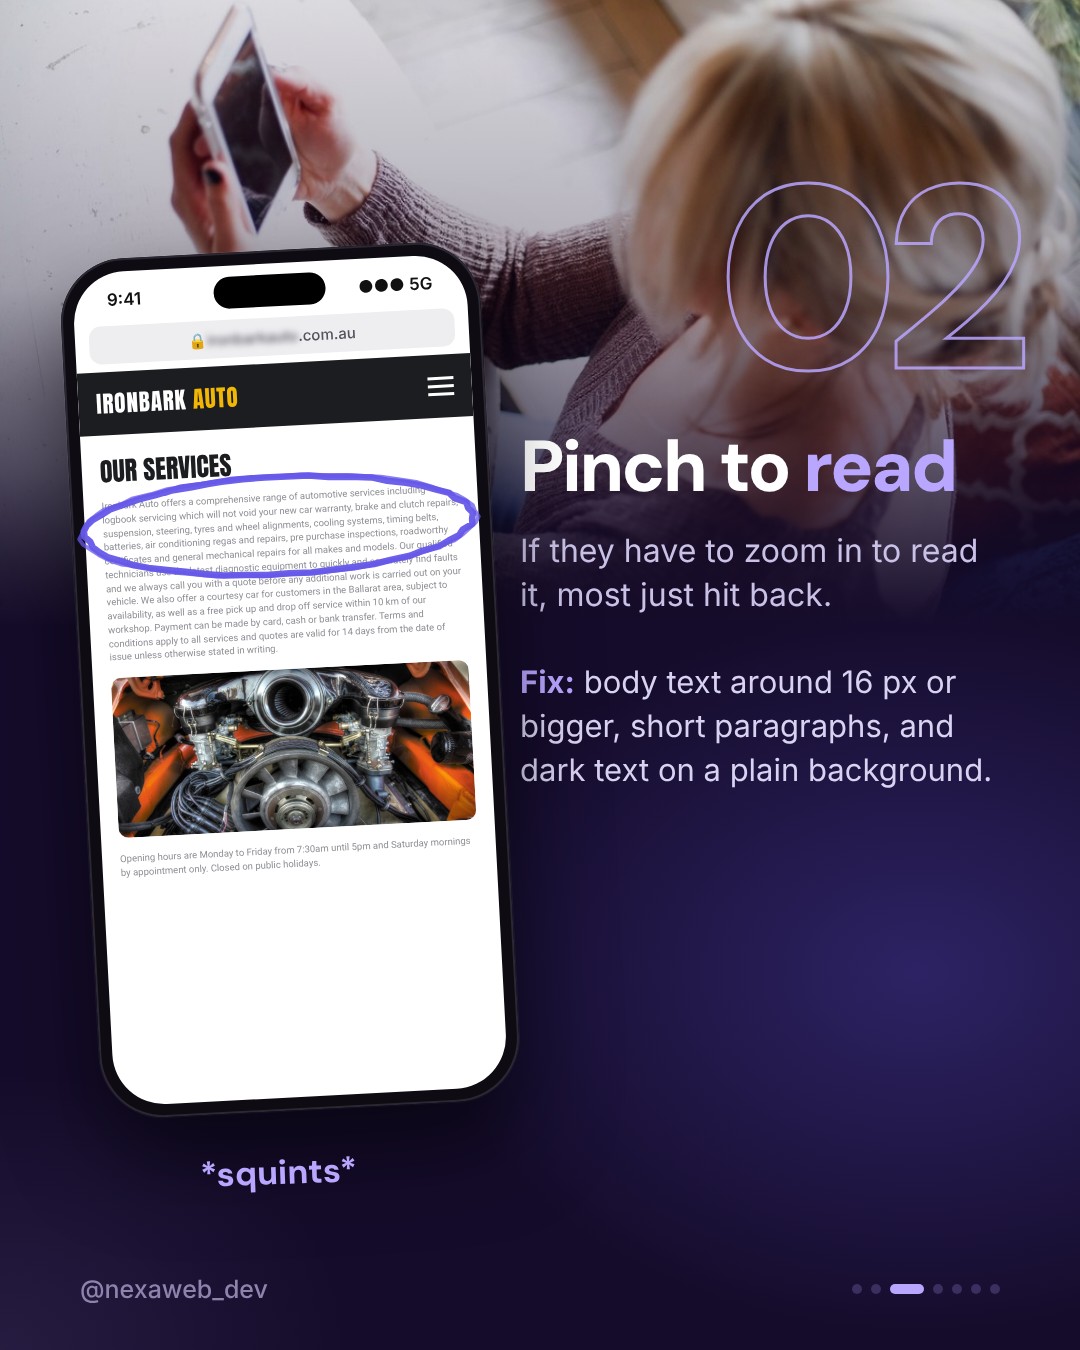 02
9:41
5G
.com.au
IRONBARK AUTO
OUR SERVICES
Auto offers a comprehensive range of automotive services including
logbook servicing which will not void your new car warranty, brake and clutch repairs,
suspension, steering, tyres and wheel alignments, cooling systems, timing belts,
batteries, air conditioning regas and repairs, pre purchase inspections, roadworthy
and general mechanical repairs for all makes and models. Our qualified
technicians diagnostic equipment to quickly and find faults
and we always call you with a quote before any additional work is carried out on your
vehicle. We also offer a courtesy car for customers in the Ballarat area, subject to
availability, as well as a free pick up and drop off service within 10 km of our
workshop. Payment can be made by card, cash or bank transfer. Terms and
conditions apply to all services and quotes are valid for 14 days from the date of
issue unless otherwise stated in writing.
Opening hours are Monday to Friday from 7:30am until 5pm and Saturday mornings
by appointment only. Closed on public holidays.
*squints*
Pinch to read
If they have to zoom in to read
it, most just hit back.
Fix: body text around 16 px or
bigger, short paragraphs, and
dark text on a plain background.
@nexaweb_dev